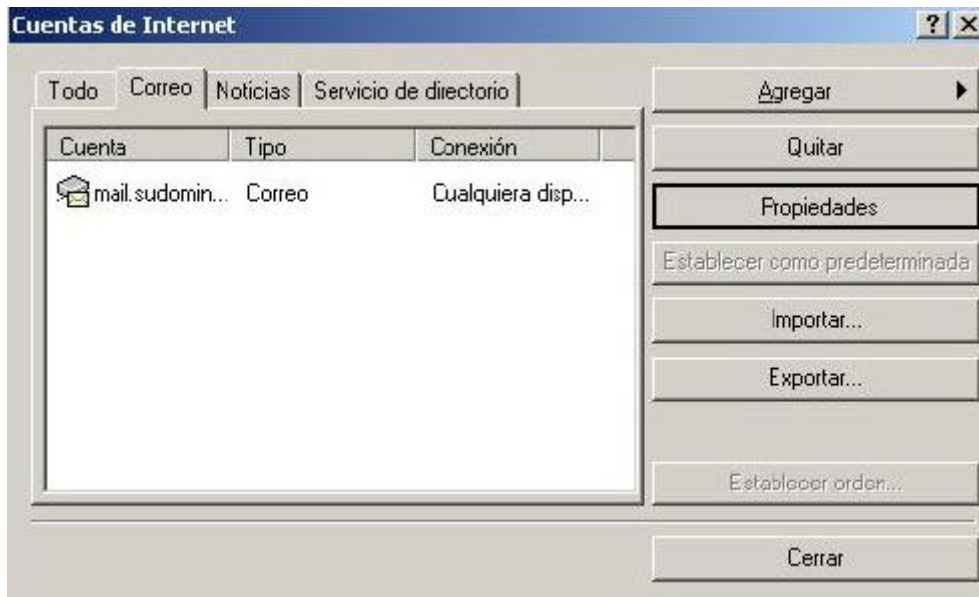 Cuentas de Internet
Todo Correo Noticias Servicio de directorio
Agregar
Cuenta Tipo Conexión
Quitar
mail.sudomin... Correo Cualquiera disp...
Propiedades
Establecer como predeterminada
Importar...
Exportar...
Establecer orden...
Cerrar